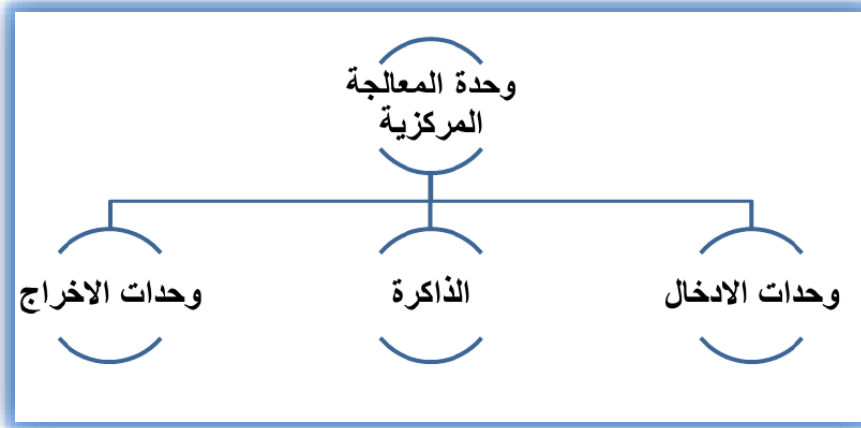 وحدة المعالجة
المركزية
وحدات الادخال
الذاكرة
وحدات الاخراج